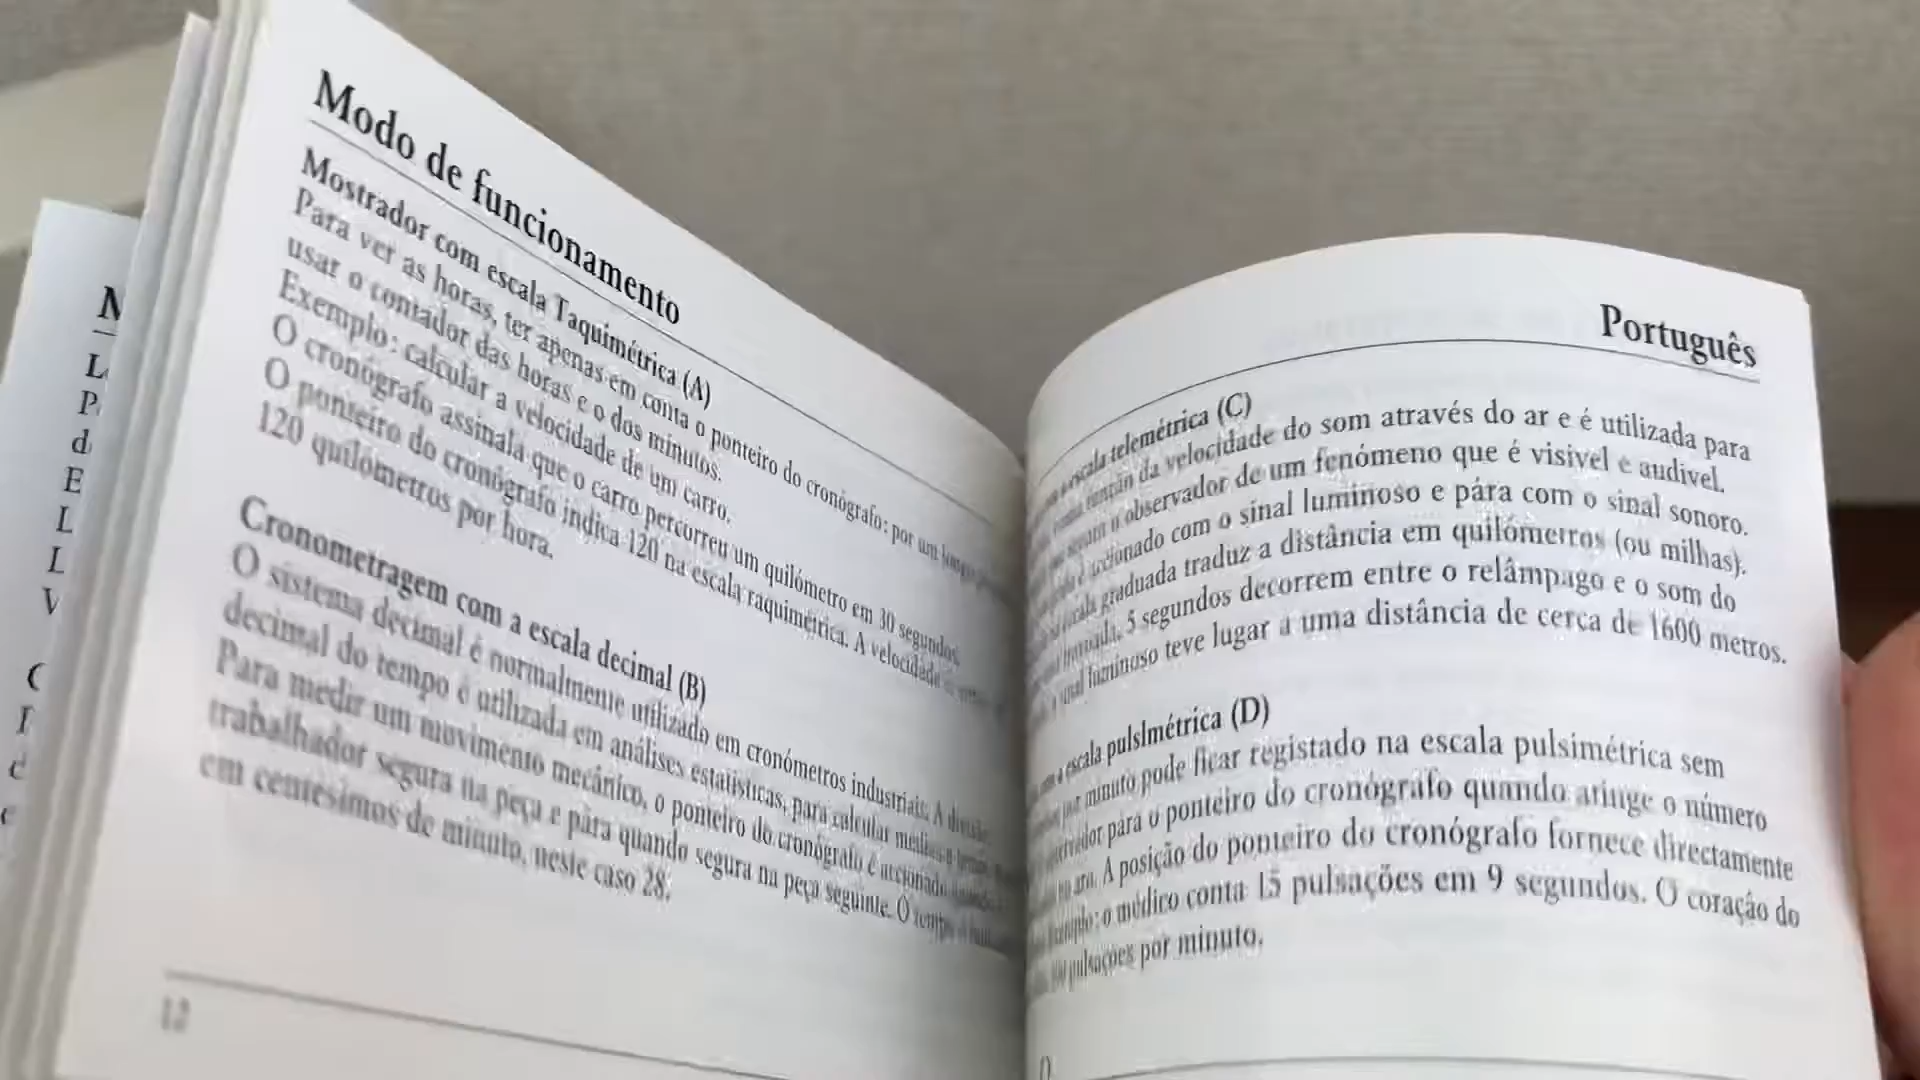 Modo de funcionamento
Mostrador com escala Taquimétrica (A)
Para ver as horas, ter apenas em conta o ponteiro do cronógrafo: por um
usar o contador das horas e o dos minutos.
Exemplo: calcular a velocidade de um carro.
O cronógrafo assinala que o carro percorreu um quilómetro em 30 segundos.
O ponteiro do cronógrafo indica 120 na escala taquimétrica. A velocidade
120 quilómetros por hora.
Cronometragem com a escala decimal (B)
O sistema decimal é normalmente utilizado em cronómetros industriais. A divisão
decimal do tempo é utilizada em análises estatísticas, para calcular
Para medir um movimento mecânico, o ponteiro do cronógrafo é accionado quando
trabalhador segura na peça e pára quando segura na peça seguinte. O tempo
em centésimos de minuto, neste caso 28.
12
Português
escala telemétrica (C)
da velocidade do som através do ar e é utilizada para
o observador de um fenómeno que é visivel e audivel.
accionado com o sinal luminoso e pára com o sinal sonoro.
escala graduada traduz a distância em quilómetros (ou milhas).
5 segundos decorrem entre o relâmpago e o som do
sinal luminoso teve lugar a uma distância de cerca de 1600 metros.
escala pulsimétrica (D)
por minuto pode ficar registado na escala pulsimétrica sem
pára o ponteiro do cronógrafo quando atinge o número
A posição do ponteiro do cronógrafo fornece directamente
o médico conta 15 pulsações em 9 segundos. O coração do
pulsações por minuto.